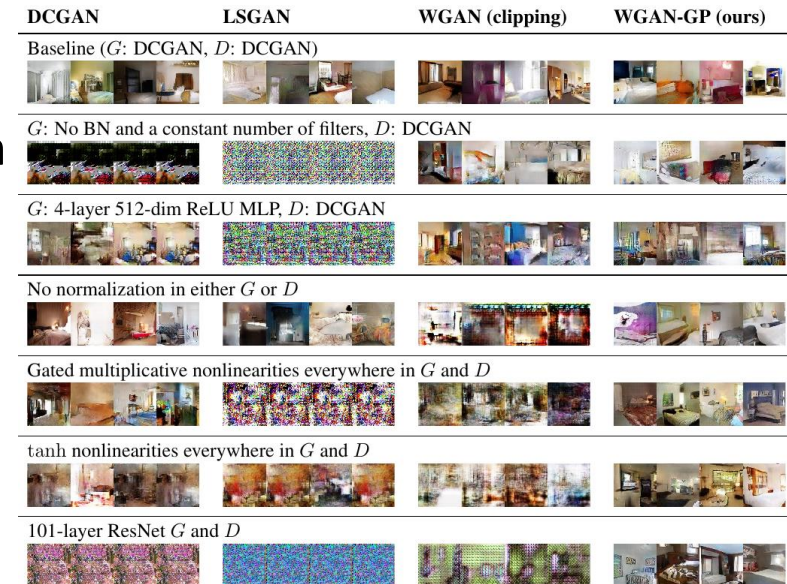 DCGAN LSGAN WGAN (clipping) WGAN-GP (ours)
Baseline (G: DCGAN, D: DCGAN)
G: No BN and a constant number of filters, D: DCGAN
G: 4-layer 512-dim ReLU MLP, D: DCGAN
No normalization in either G or D
Gated multiplicative nonlinearities everywhere in G and D
tanh nonlinearities everywhere in G and D
101-layer ResNet G and D